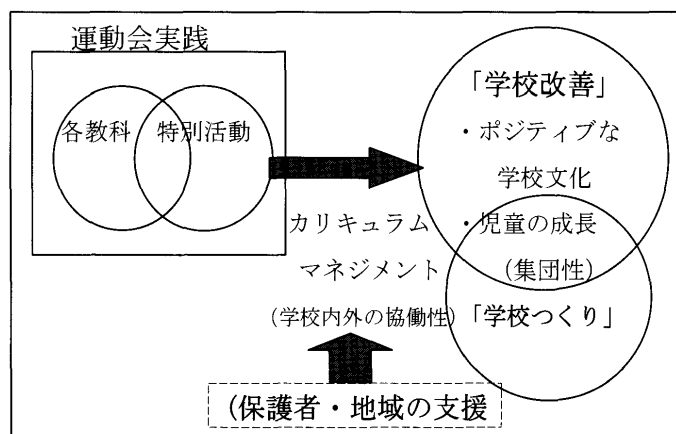 運動会実践
各教科
特別活動
「学校改善」
・ポジティブな
学校文化
・児童の成長
(集団性)
「学校つくり」
カリキュラム
マネジメント
(学校内外の協働性)
(保護者・地域の支援